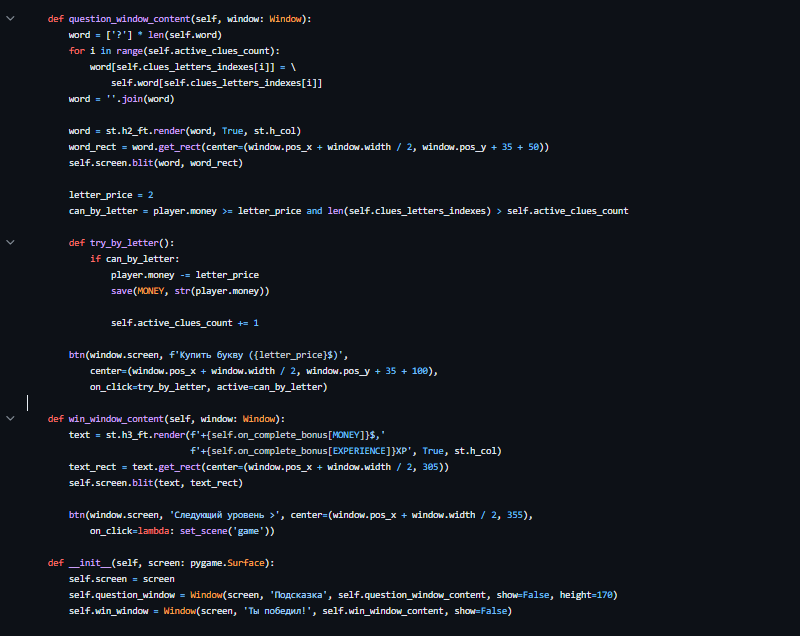 def question_window_content(self, window: Window):
word = ['?'] * len(self.word)
for i in range(self.active_clues_count):
word[self.clues_letters_indexes[i]] = \
self.word[self.clues_letters_indexes[i]]
word = ''.join(word)
word = st.h2_ft.render(word, True, st.h_col)
word_rect = word.get_rect(center=(window.pos_x + window.width / 2, window.pos_y + 35 + 50))
self.screen.blit(word, word_rect)
letter_price = 2
can_by_letter = player.money >= letter_price and len(self.clues_letters_indexes) > self.active_clues_count
def try_by_letter():
if can_by_letter:
player.money -= letter_price
save(MONEY, str(player.money))
self.active_clues_count += 1
btn(window.screen, f'Купить букву ({letter_price}$)',
center=(window.pos_x + window.width / 2, window.pos_y + 35 + 100),
on_click=try_by_letter, active=can_by_letter)
def win_window_content(self, window: Window):
text = st.h3_ft.render(f'+{self.on_complete_bonus[MONEY]}$,'
f'+{self.on_complete_bonus[EXPERIENCE]}XP', True, st.h_col)
text_rect = text.get_rect(center=(window.pos_x + window.width / 2, 305))
self.screen.blit(text, text_rect)
btn(window.screen, 'Следующий уровень >', center=(window.pos_x + window.width / 2, 355),
on_click=lambda: set_scene('game'))
def __init__(self, screen: pygame.Surface):
self.screen = screen
self.question_window = Window(screen, 'Подсказка', self.question_window_content, show=False, height=170)
self.win_window = Window(screen, 'Ты победил!', self.win_window_content, show=False)